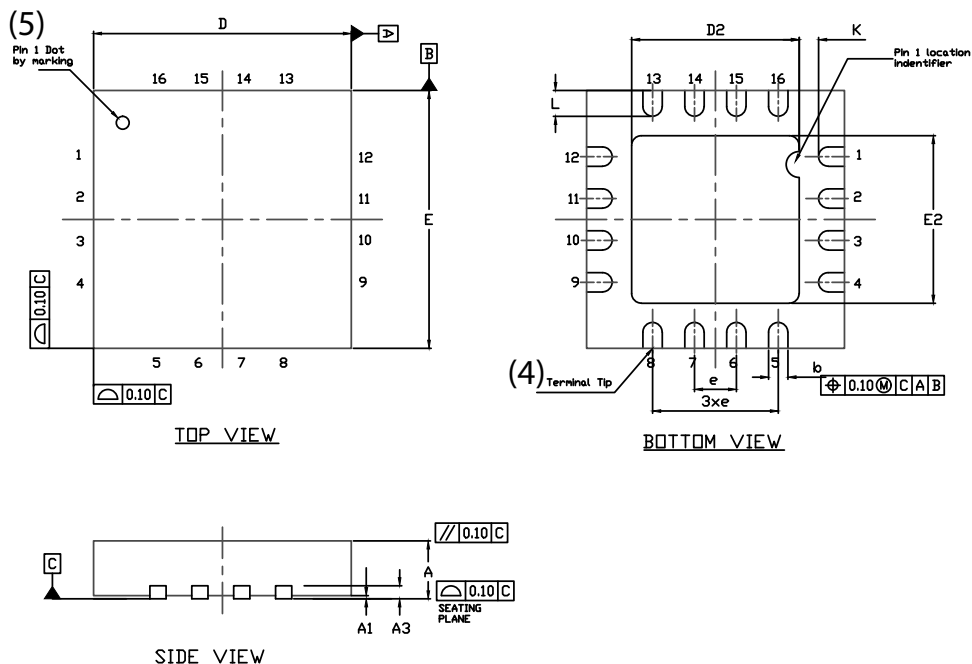 (5)
Pin 1 Dot
by marking
D
A
B
16 15 14 13
1
2
3
4
12
11
10
9
E
0.10 C
5 6 7 8
0.10 C
TOP VIEW
D2
K
Pin 1 location
indentifier
13 14 15 16
L
12
11
10
9
1
2
3
4
E2
8 7 6 5
b
(4) Terminal Tip
e
3xe
0.10 M C A B
BOTTOM VIEW
// 0.10 C
C
A
0.10 C
SEATING
PLANE
A1 A3
SIDE VIEW